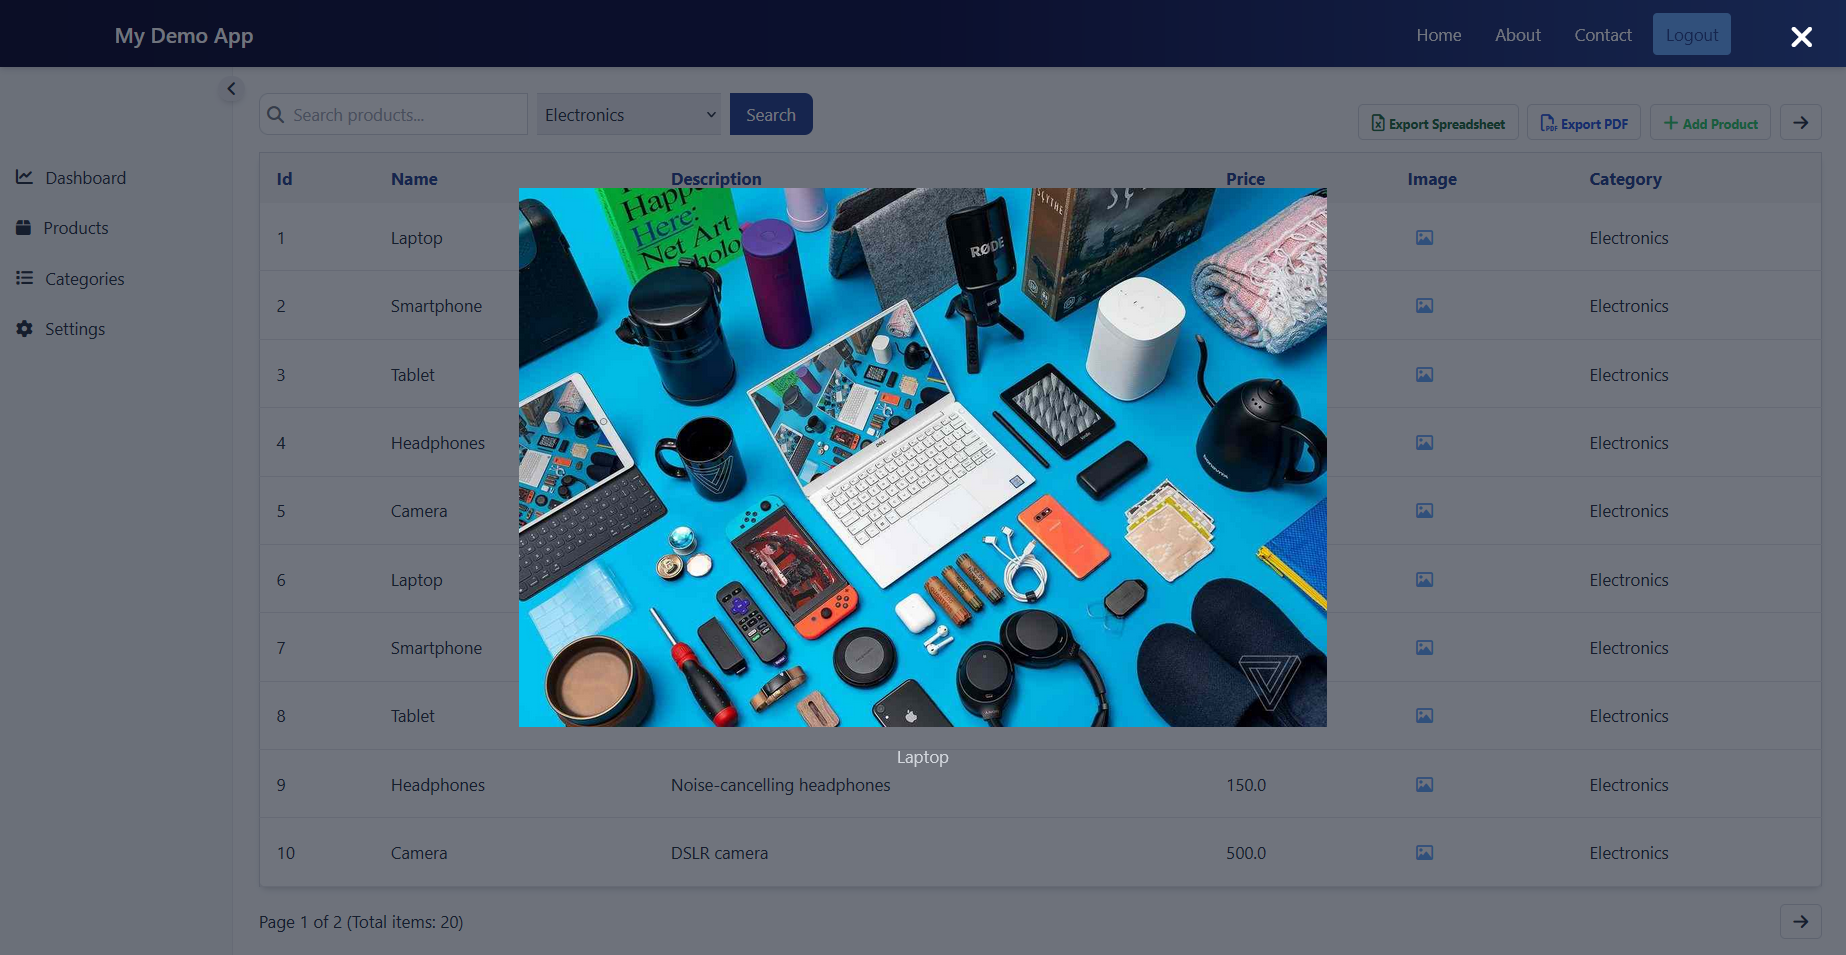 My Demo App
Home About Contact Logout
Search products...
Electronics
Search
Export Spreadsheet
Export PDF
Add Product
Dashboard
Products
Categories
Settings
Id Name Description Price Image Category
1 Laptop Electronics
2 Smartphone Electronics
3 Tablet Electronics
4 Headphones Electronics
5 Camera Electronics
6 Laptop Electronics
7 Smartphone Electronics
8 Tablet Electronics
9 Headphones Noise-cancelling headphones 150.0 Electronics
10 Camera DSLR camera 500.0 Electronics
Happ
Here:
Net Art
holo
RØDE
SCYTHE
DELL
Laptop
Page 1 of 2 (Total items: 20)